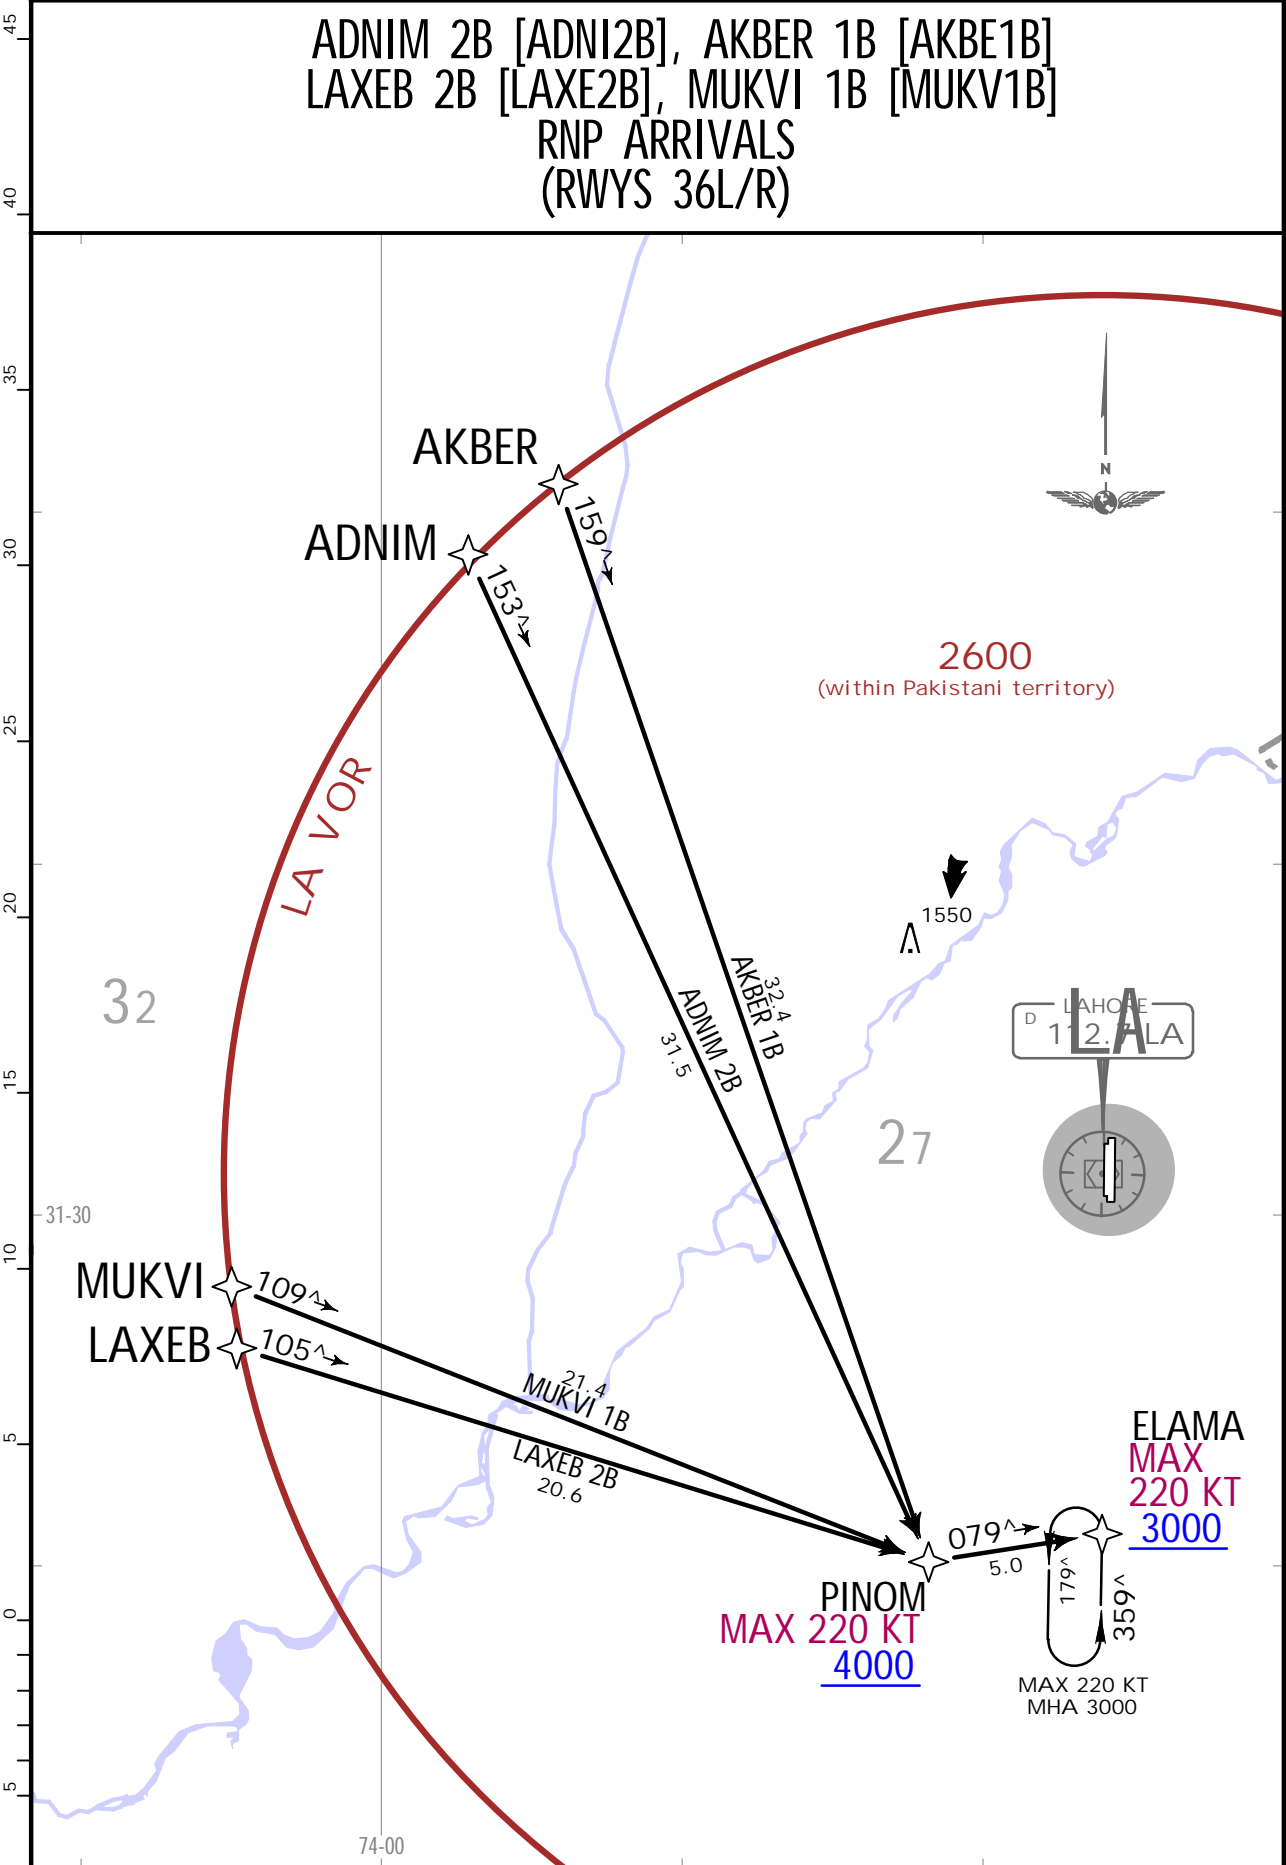 ADNIM 2B [ADNI2B], AKBER 1B [AKBE1B]
LAXEB 2B [LAXE2B], MUKVI 1B [MUKV1B]
RNP ARRIVALS
(RWYS 36L/R)
45
40
35
30
25
20
15
10
5
0
5
AKBER
159^
ADNIM
153^
N
2600
(within Pakistani territory)
LA VOR
1550
32
AKBER 1B
32.4
ADNIM 2B
31.5
LAHORE
D
LA
LA
27
31-30
MUKVI
109^
LAXEB
105^
21.4
MUKVI 1B
LAXEB 2B
20.6
ELAMA
MAX
220 KT
3000
079^
5.0
179^
359^
PINOM
MAX 220 KT
4000
MAX 220 KT
MHA 3000
74-00